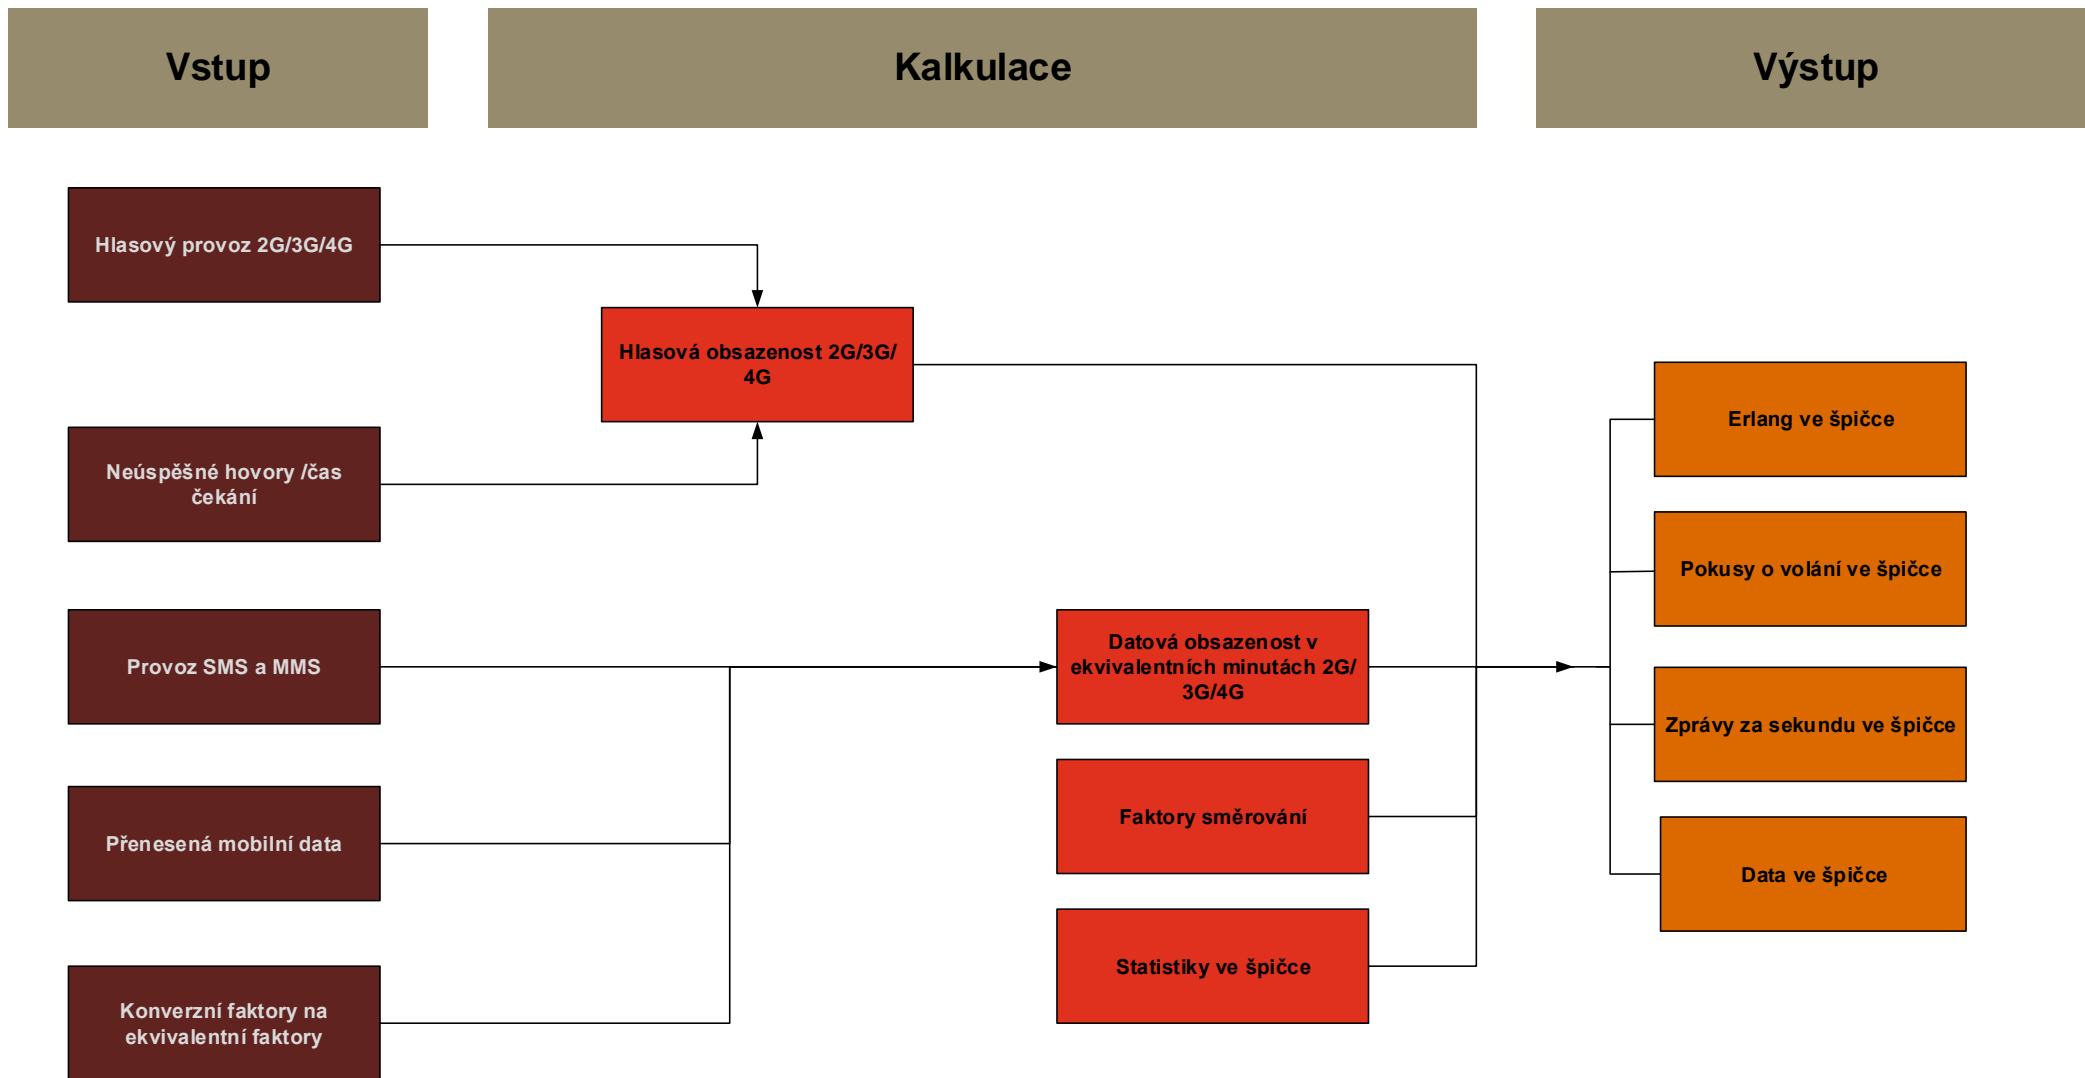 Vstup
Kalkulace
Výstup
Hlasový provoz 2G/3G/4G
Hlasová obsazenost 2G/3G/
4G
Neúspěšné hovory /čas
čekání
Provoz SMS a MMS
Přenesená mobilní data
Konverzní faktory na
ekvivalentní faktory
Datová obsazenost v
ekvivalentních minutách 2G/
3G/4G
Faktory směrování
Statistiky ve špičce
Erlang ve špičce
Pokusy o volání ve špičce
Zprávy za sekundu ve špičce
Data ve špičce